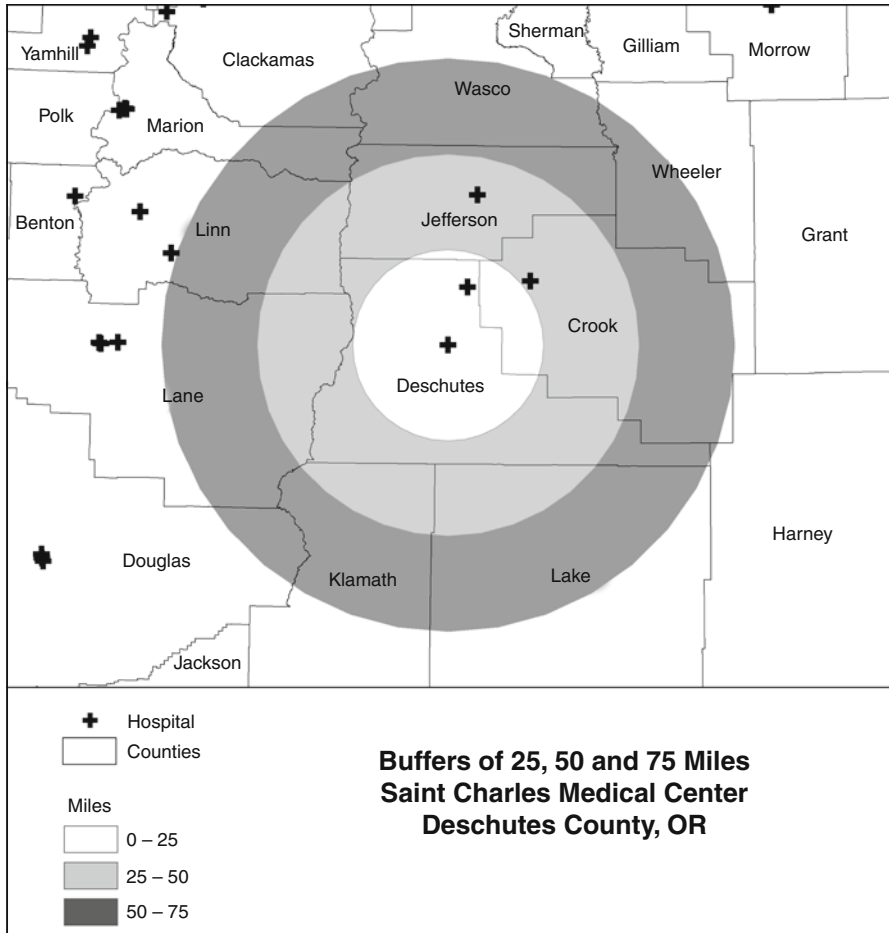 Sherman
Gilliam
Morrow
Yamhill
Clackamas
Wasco
Polk
Marion
Wheeler
Benton
Linn
Jefferson
Grant
Crook
Deschutes
Lane
Harney
Douglas
Klamath
Lake
Jackson
Hospital
Counties
Miles
0 – 25
25 – 50
50 – 75
Buffers of 25, 50 and 75 Miles
Saint Charles Medical Center
Deschutes County, OR